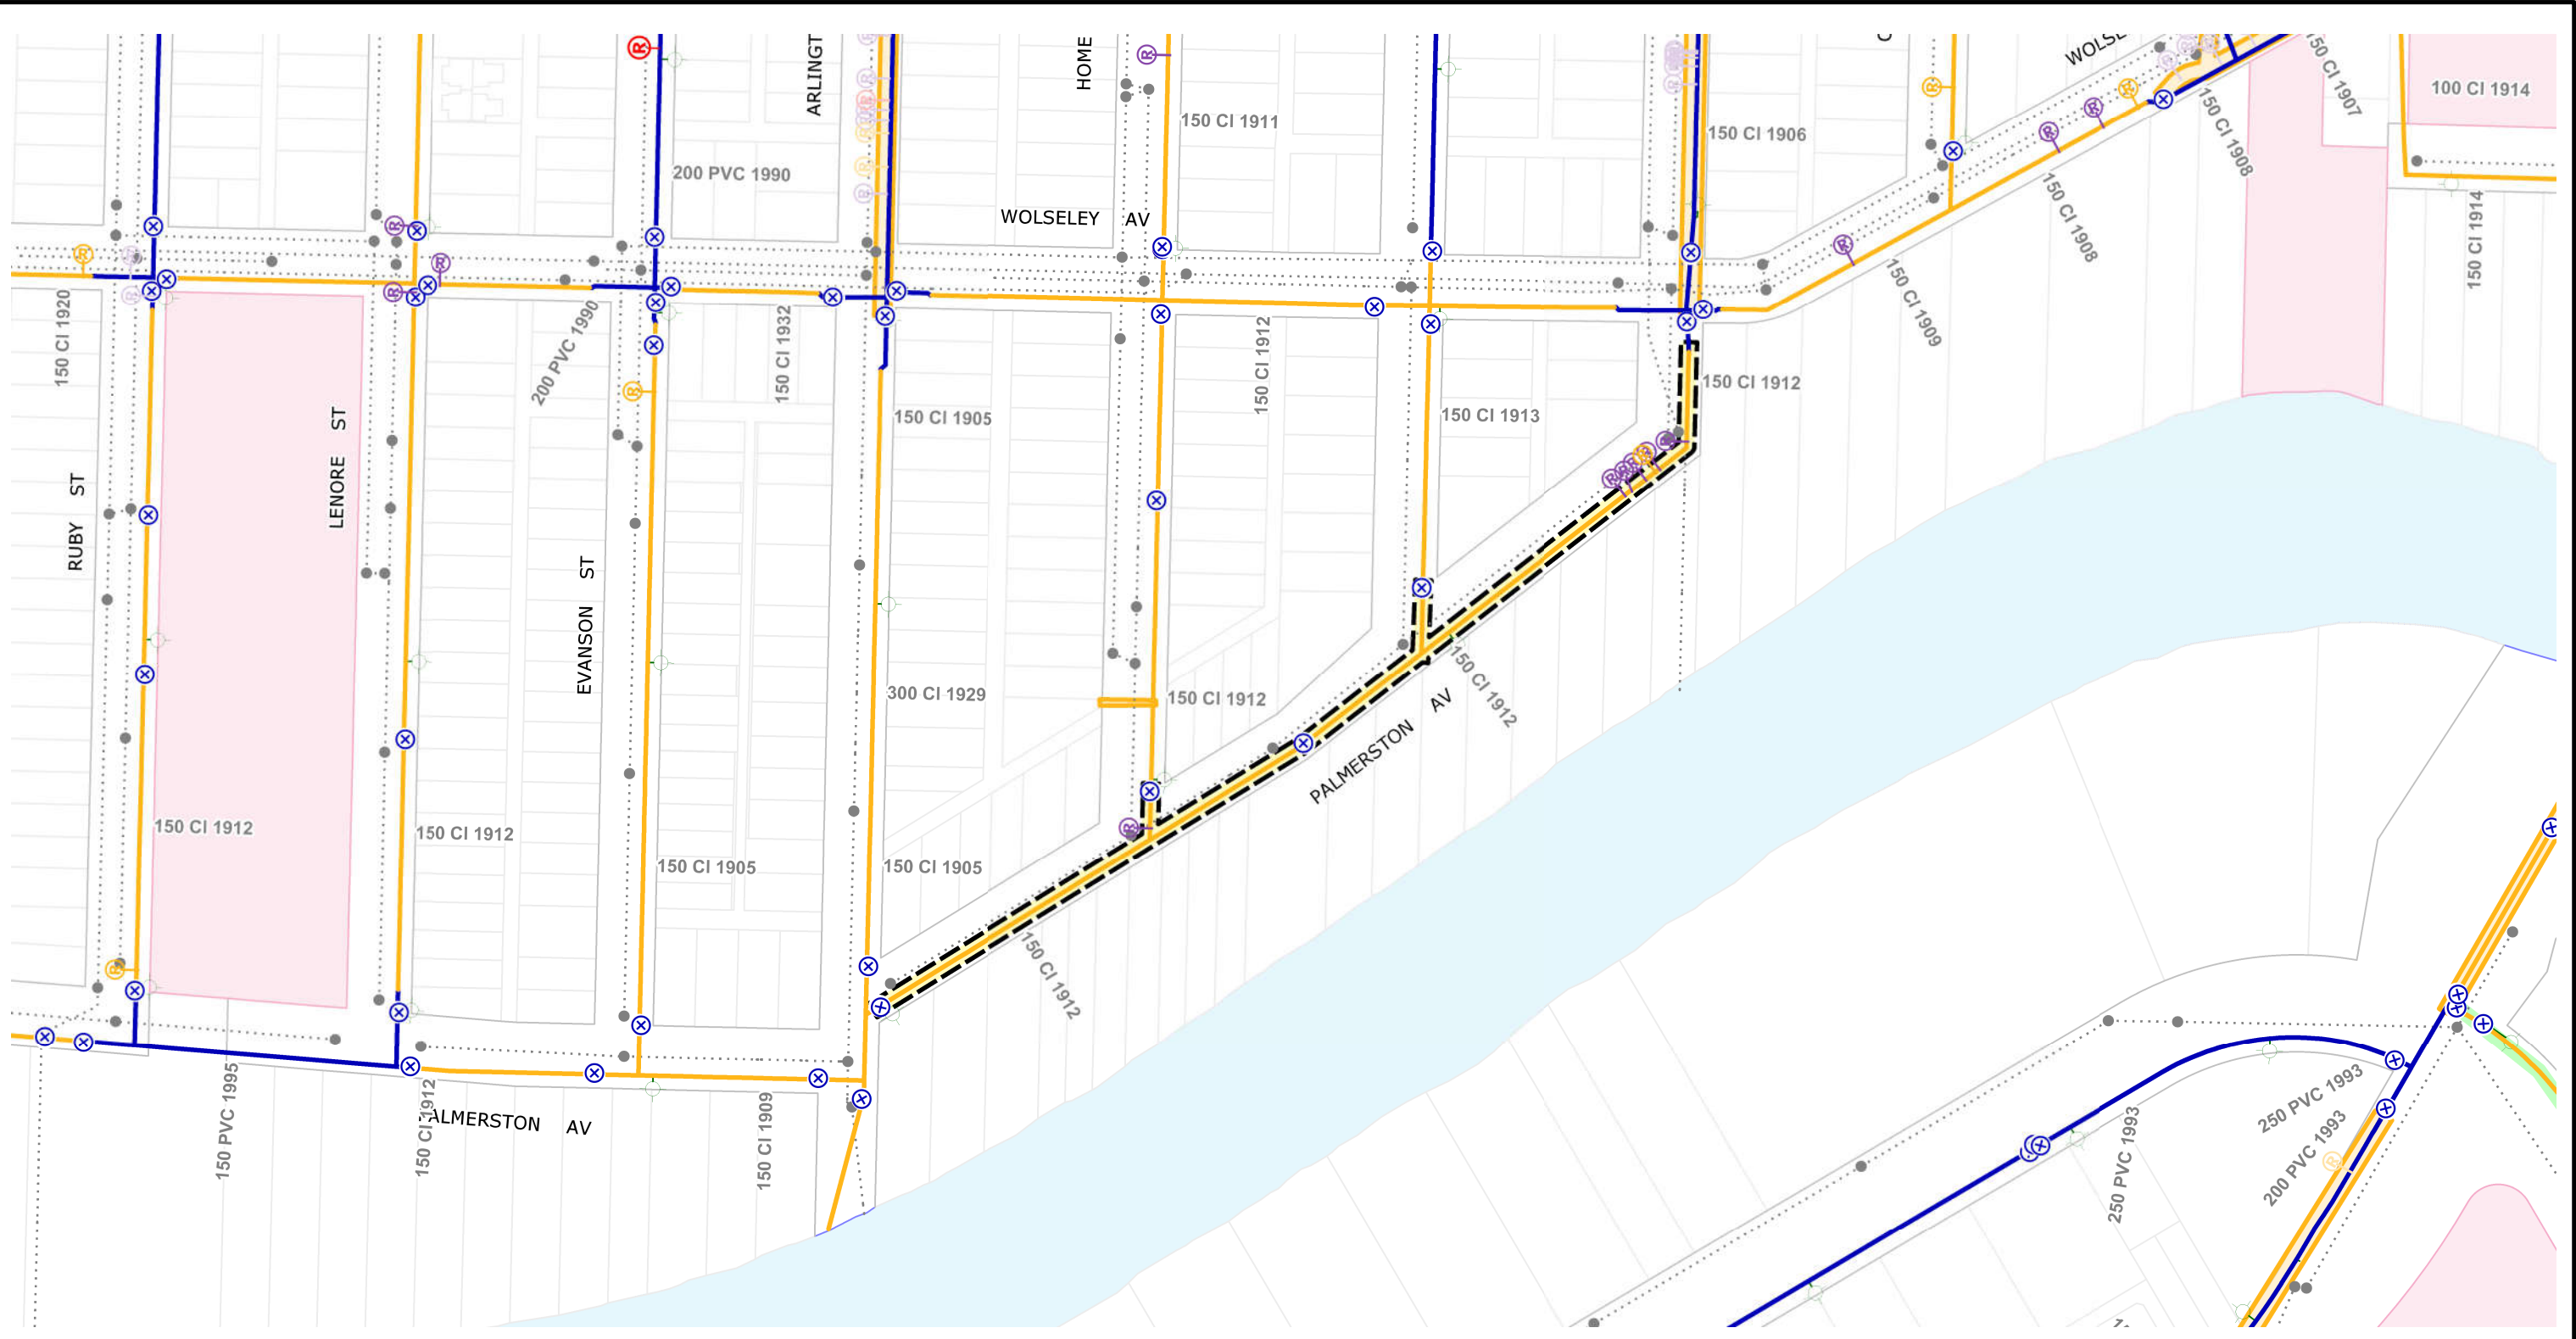 ARLINGT
HOME
WOLSE
150 CI 1907
100 CI 1914
150 CI 1911
150 CI 1906
150 CI 1908
200 PVC 1990
WOLSELEY AV
150 CI 1908
150 CI 1914
150 CI 1909
150 CI 1920
200 PVC 1990
150 CI 1932
150 CI 1912
150 CI 1912
150 CI 1905
150 CI 1913
RUBY ST
LENORE ST
EVANSON ST
300 CI 1929
150 CI 1912
150 CI 1912
PALMERSTON AV
150 CI 1912
150 CI 1912
150 CI 1905
150 CI 1905
150 CI 1912
150 PVC 1995
150 CI 1912
ALMERSTON AV
150 CI 1909
250 PVC 1993
200 PVC 1993
250 PVC 1993
R
R
R
R
R
R
R
R
R
R
R
R
R
R